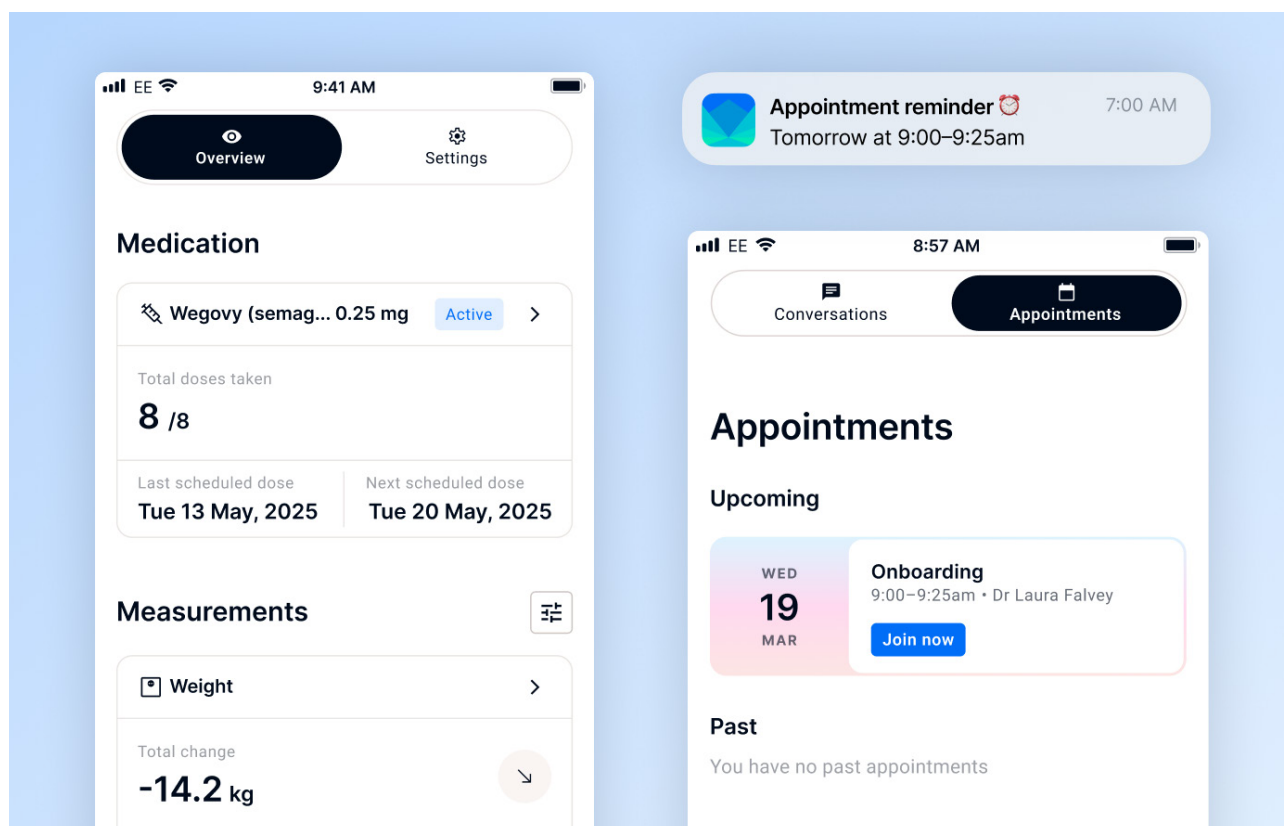 EE 9:41 AM
Overview
Settings
Medication
Wegovy (semag... 0.25 mg Active
Total doses taken
8 /8
Last scheduled dose
Tue 13 May, 2025
Next scheduled dose
Tue 20 May, 2025
Measurements
Weight
Total change
-14.2 kg
Appointment reminder ⏰ 7:00 AM
Tomorrow at 9:00–9:25am
EE 8:57 AM
Conversations
Appointments
Appointments
Upcoming
WED
19
MAR
Onboarding
9:00–9:25am • Dr Laura Falvey
Join now
Past
You have no past appointments